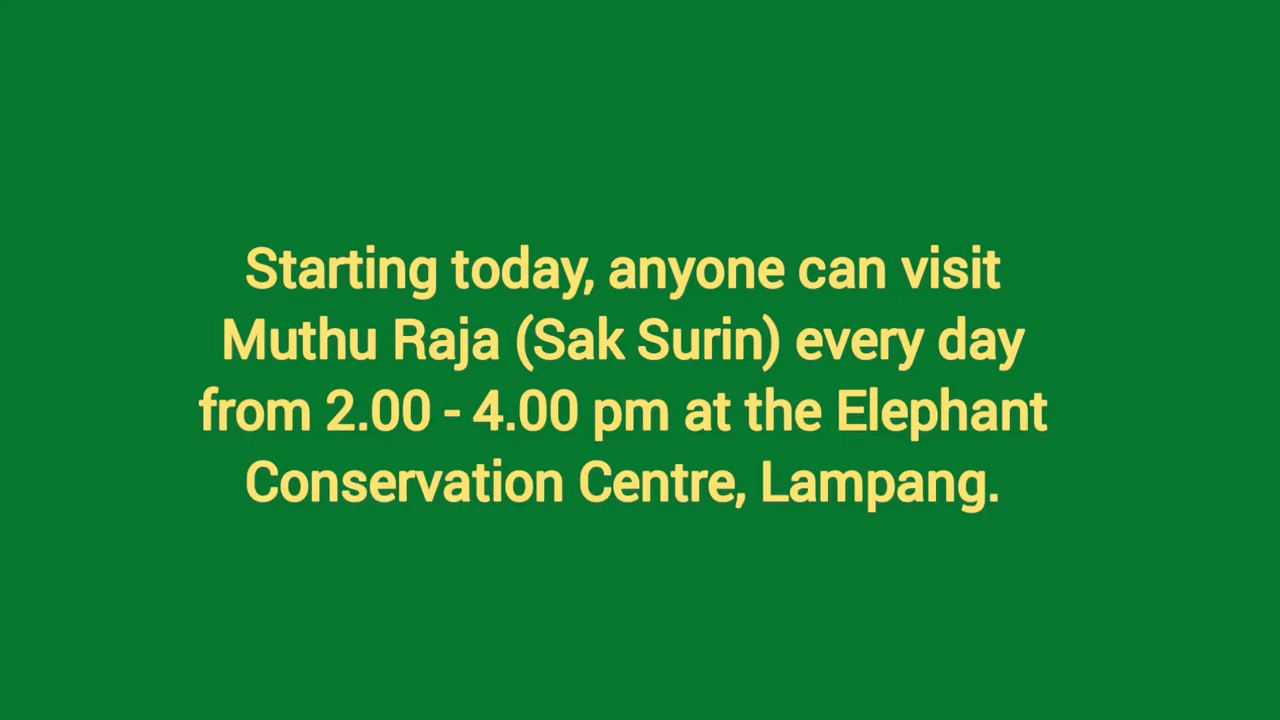 Starting today, anyone can visit
Muthu Raja (Sak Surin) every day
from 2.00 - 4.00 pm at the Elephant
Conservation Centre, Lampang.